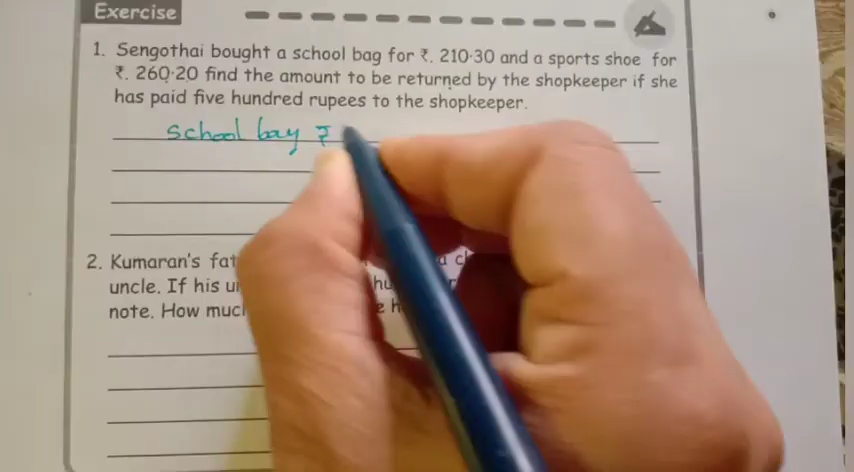 Exercise
1. Sengothai bought a school bag for ₹. 210·30 and a sports shoe for
₹. 260·20 find the amount to be returned by the shopkeeper if she
has paid five hundred rupees to the shopkeeper.
school bag ₹
2. Kumaran's
uncle. If his
note. How